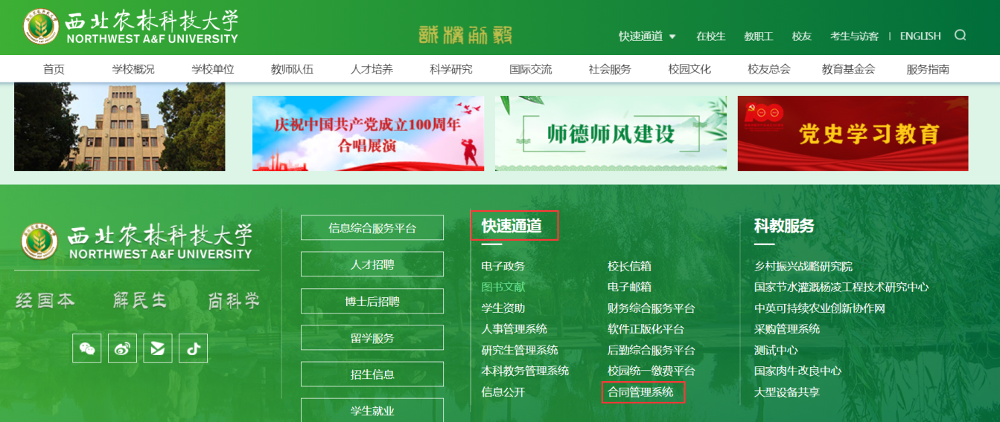 西北农林科技大学
NORTHWEST A&F UNIVERSITY
誠樸勇毅
快速通道 在校生 教职工 校友 考生与访客 | ENGLISH
首页 学校概况 学校单位 教师队伍 人才培养 科学研究 国际交流 社会服务 校园文化 校友总会 教育基金会 服务指南
庆祝中国共产党成立100周年
合唱展演
师德师风建设
100
党史学习教育
西北农林科技大学
NORTHWEST A&F UNIVERSITY
经国本 解民生 尚科学
信息综合服务平台
人才招聘
博士后招聘
留学服务
招生信息
学生就业
快速通道
电子政务 校长信箱
图书文献 电子邮箱
学生资助 财务综合服务平台
人事管理系统 软件正版化平台
研究生管理系统 后勤综合服务平台
本科教务管理系统 校园统一缴费平台
信息公开 合同管理系统
科教服务
乡村振兴战略研究院
国家节水灌溉杨凌工程技术研究中心
中英可持续农业创新协作网
采购管理系统
测试中心
国家肉牛改良中心
大型设备共享